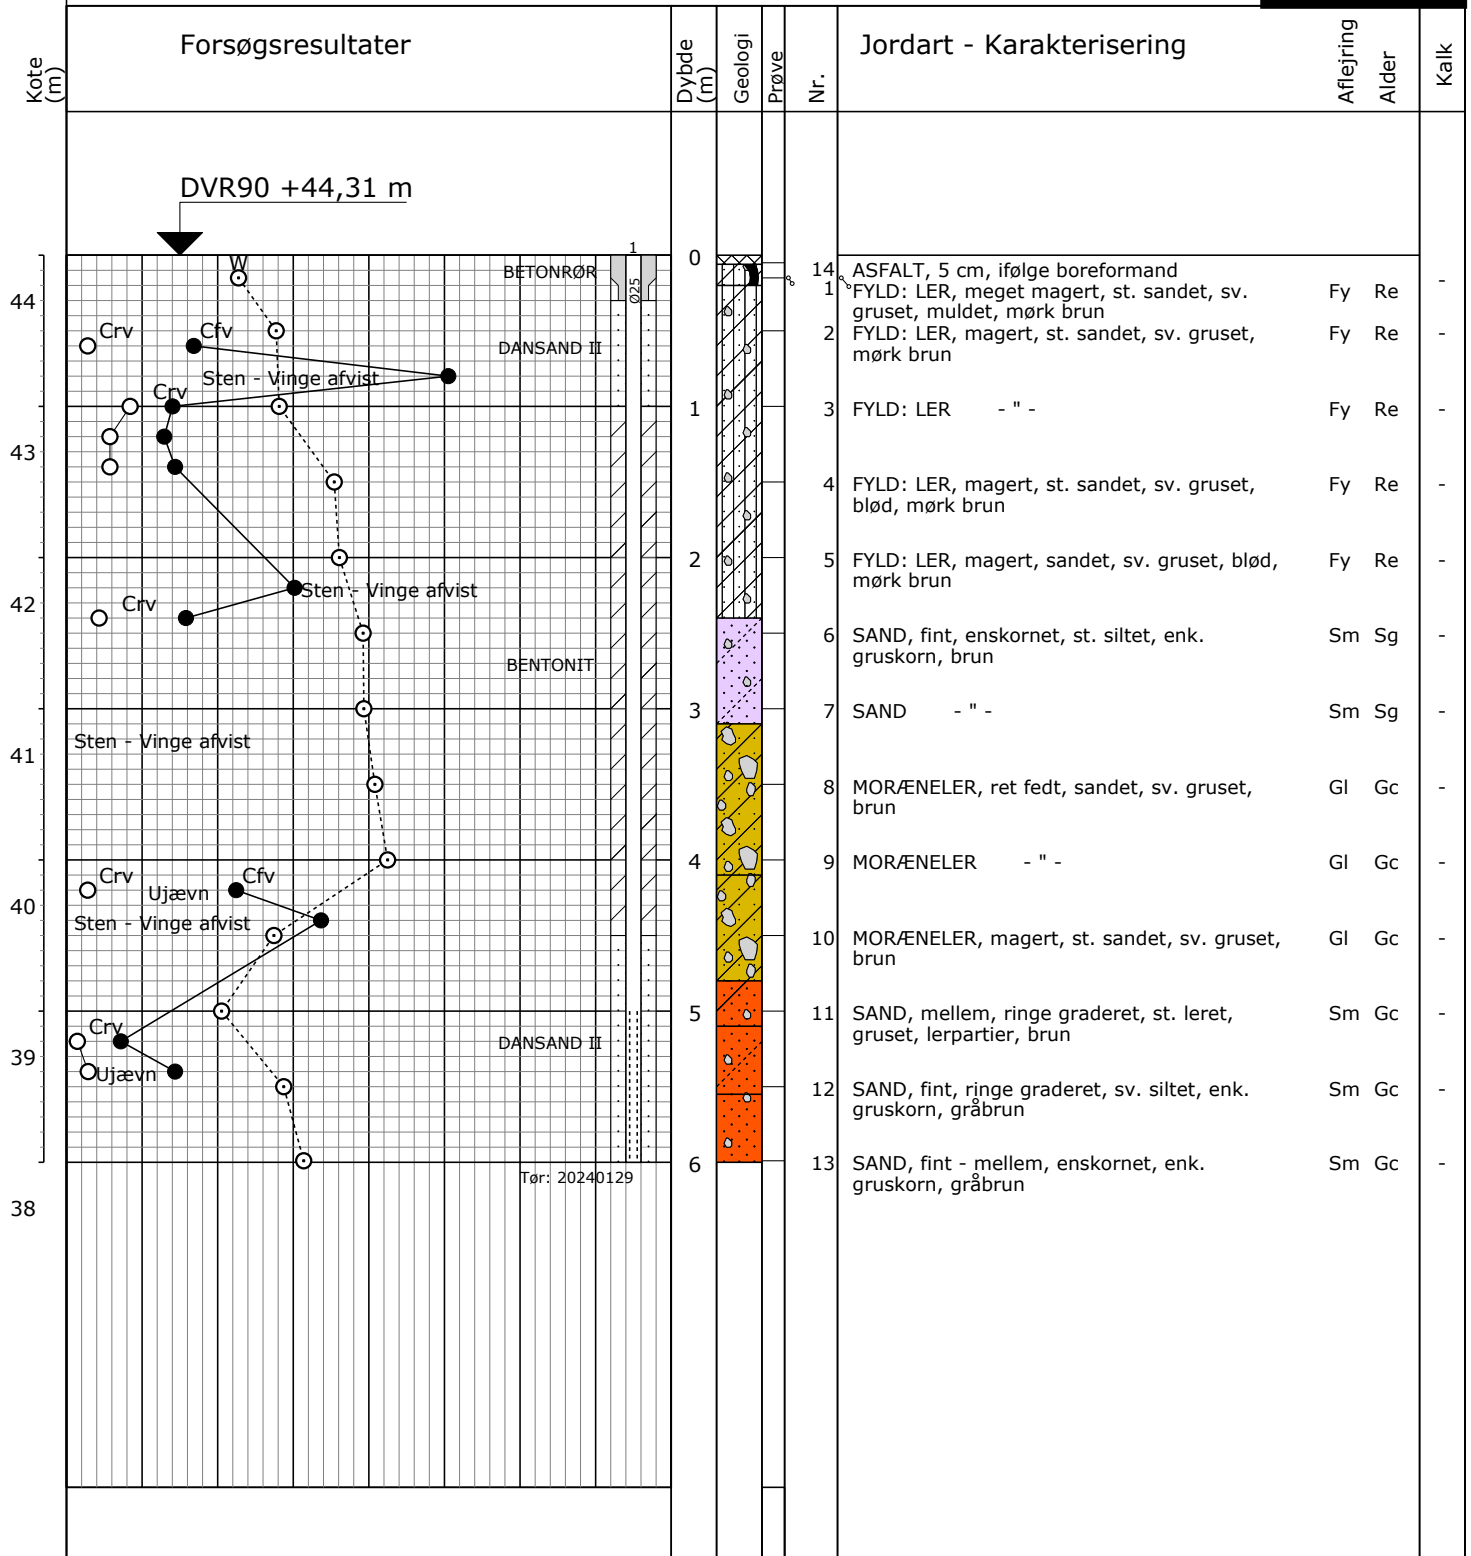 Kote (m)
Forsøgsresultater
Dybde (m)
Geologi
Prøve
Nr.
Jordart - Karakterisering
Aflejring
Alder
Kalk
DVR90 +44,31 m
W
BETONRØR
1
Ø25
0
14 ASFALT, 5 cm, ifølge boreformand
44
1 FYLD: LER, meget magert, st. sandet, sv. Fy Re -
gruset, muldet, mørk brun
Crv
Cfv
DANSAND II
2 FYLD: LER, magert, st. sandet, sv. gruset, Fy Re -
mørk brun
Sten - Vinge afvist
Crv
1
3 FYLD: LER - " - Fy Re -
43
4 FYLD: LER, magert, st. sandet, sv. gruset, Fy Re -
blød, mørk brun
2
5 FYLD: LER, magert, sandet, sv. gruset, blød, Fy Re -
mørk brun
Sten - Vinge afvist
42
Crv
6 SAND, fint, enskornet, st. siltet, enk. Sm Sg -
gruskorn, brun
BENTONIT
3
7 SAND - " - Sm Sg -
Sten - Vinge afvist
41
8 MORÆNELER, ret fedt, sandet, sv. gruset, Gl Gc -
brun
4
9 MORÆNELER - " - Gl Gc -
Crv
Ujævn
Cfv
40
Sten - Vinge afvist
10 MORÆNELER, magert, st. sandet, sv. gruset, Gl Gc -
brun
5
11 SAND, mellem, ringe graderet, st. leret, Sm Gc -
gruset, lerpartier, brun
Crv
DANSAND II
39
Ujævn
12 SAND, fint, ringe graderet, sv. siltet, enk. Sm Gc -
gruskorn, gråbrun
6
13 SAND, fint - mellem, enskornet, enk. Sm Gc -
gruskorn, gråbrun
Tør: 20240129
38